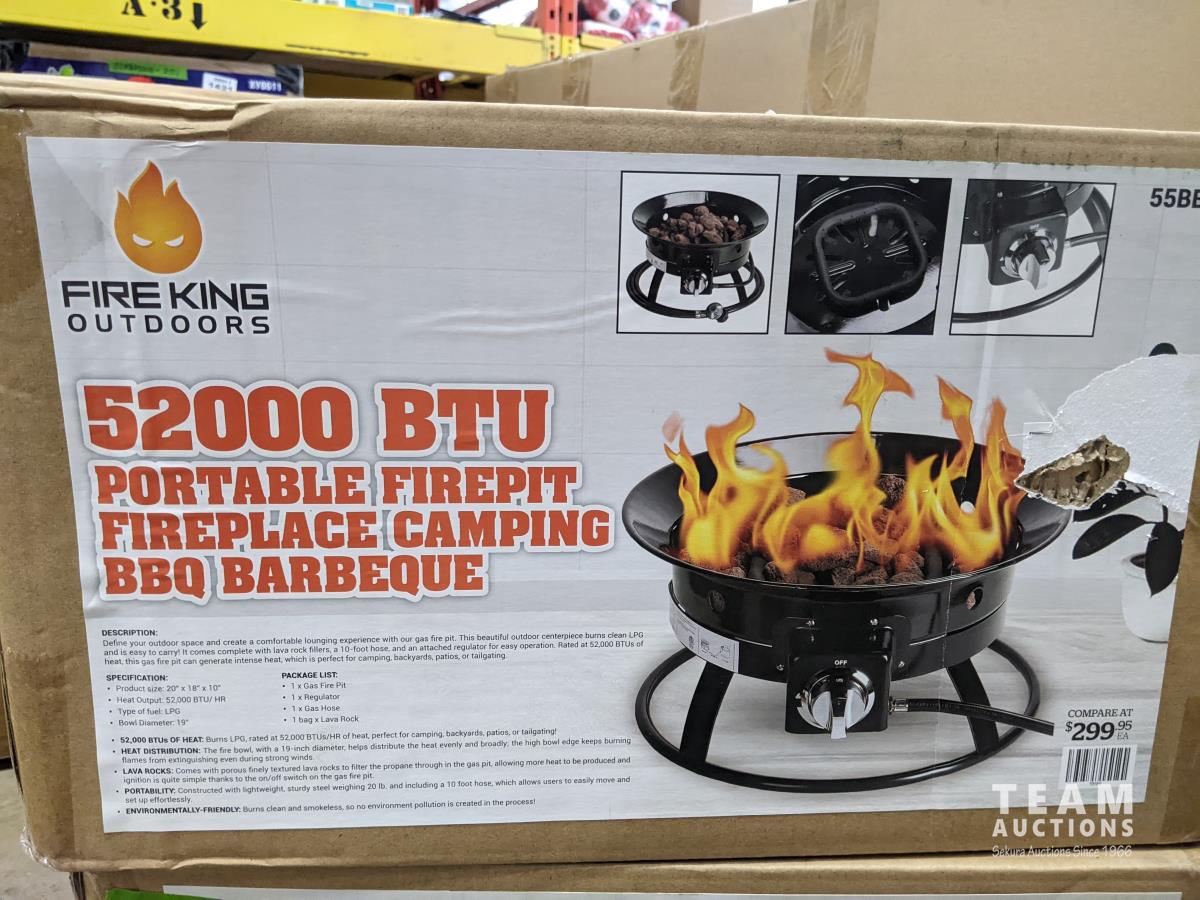 A·3
55BB
FIRE KING
OUTDOORS
52000 BTU
PORTABLE FIREPIT
FIREPLACE CAMPING
BBQ BARBEQUE
DESCRIPTION:
Define your outdoor space and create a comfortable lounging experience with our gas fire pit. This beautiful outdoor centerpiece burns clean LPG
and is easy to carry! It comes complete with lava rock fillers, a 10-foot hose, and an attached regulator for easy operation. Rated at 52,000 BTUs of
heat, this gas fire pit can generate intense heat, which is perfect for camping, backyards, patios, or tailgating.
SPECIFICATION:
• Product size: 20" x 18" x 10"
• Heat Output: 52,000 BTU/ HR
• Type of fuel: LPG
• Bowl Diameter: 19"
PACKAGE LIST:
• 1 x Gas Fire Pit
• 1 x Regulator
• 1 x Gas Hose
• 1 bag x Lava Rock
• 52,000 BTUs OF HEAT: Burns LPG, rated at 52,000 BTUs/HR of heat, perfect for camping, backyards, patios, or tailgating!
• HEAT DISTRIBUTION: The fire bowl, with a 19-inch diameter, helps distribute the heat evenly and broadly; the high bowl edge keeps burning
flames from extinguishing even during strong winds.
• LAVA ROCKS: Comes with porous finely textured lava rocks to filter the propane through in the gas pit, allowing more heat to be produced and
ignition is quite simple thanks to the on/off switch on the gas fire pit.
• PORTABILITY: Constructed with lightweight, sturdy steel weighing 20 lb. and including a 10 foot hose, which allows users to easily move and
set up effortlessly.
• ENVIRONMENTALLY-FRIENDLY: Burns clean and smokeless, so no environment pollution is created in the process!
OFF
COMPARE AT
$299.95
EA
TEAM
AUCTIONS
Sekura Auctions Since 1966